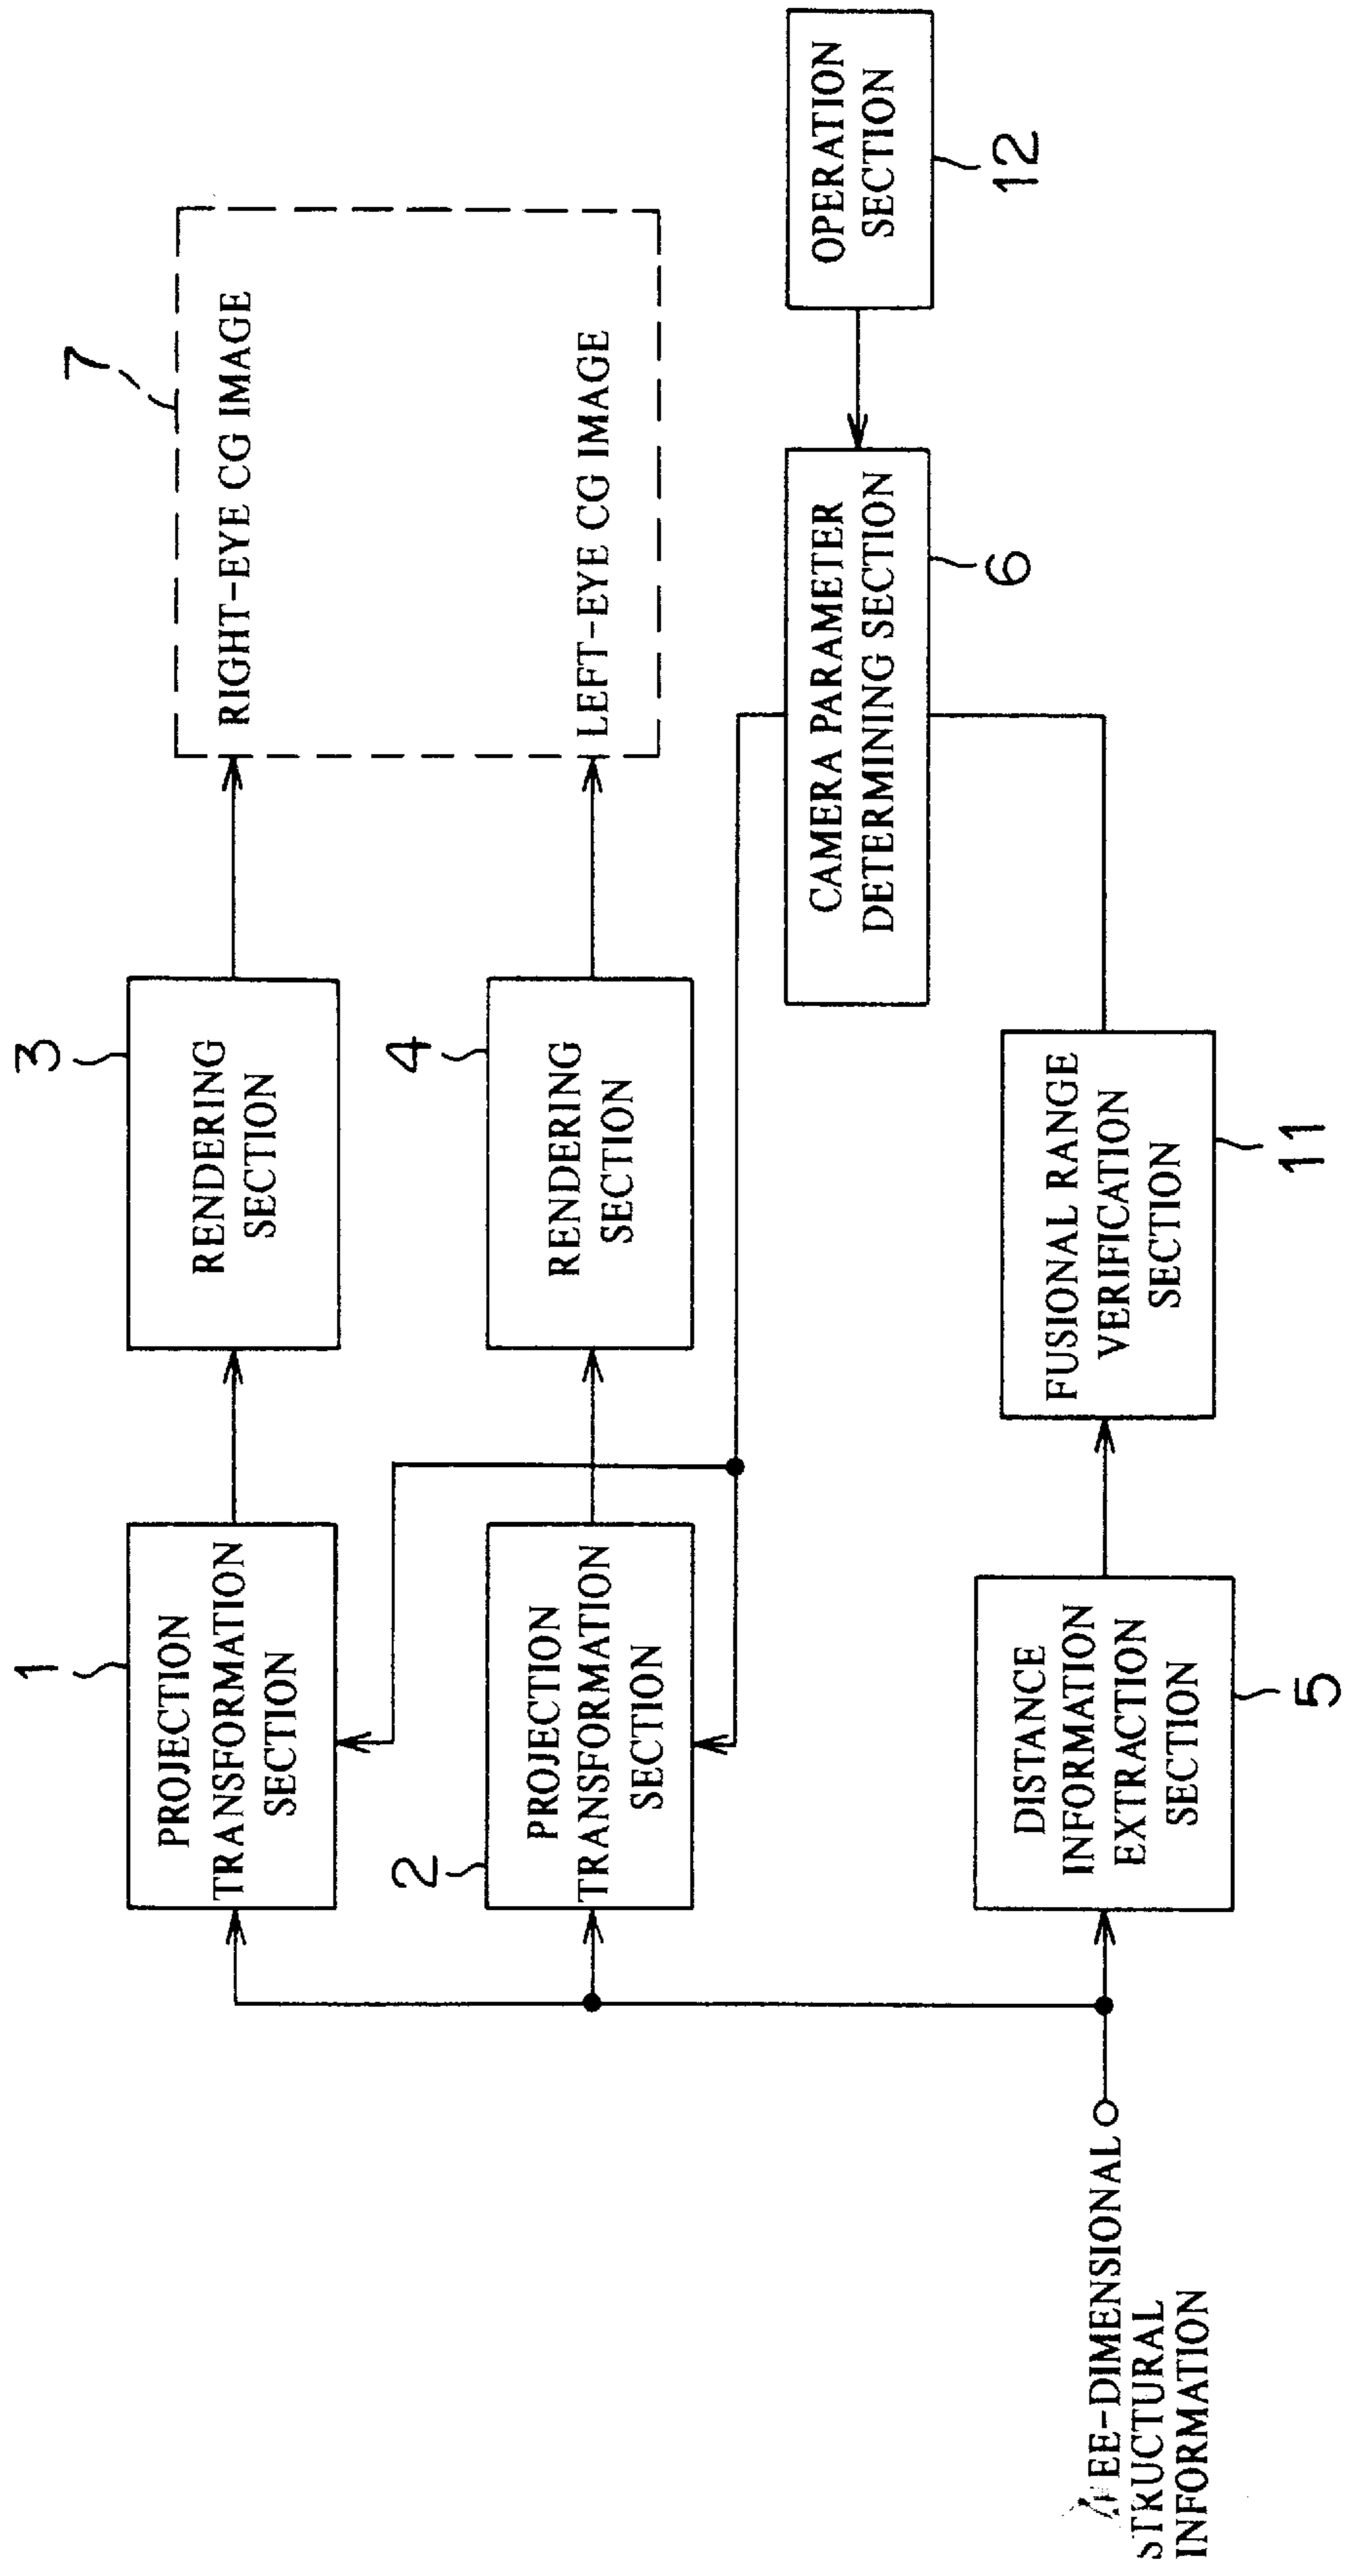 1
PROJECTION
TRANSFORMATION
SECTION
3
RENDERING
SECTION
7
RIGHT-EYE CG IMAGE
2
PROJECTION
TRANSFORMATION
SECTION
4
RENDERING
SECTION
LEFT-EYE CG IMAGE
CAMERA PARAMETER
DETERMINING SECTION
6
OPERATION
SECTION
12
DISTANCE
INFORMATION
EXTRACTION
SECTION
5
FUSIONAL RANGE
VERIFICATION
SECTION
11
STRUCTURAL
INFORMATION